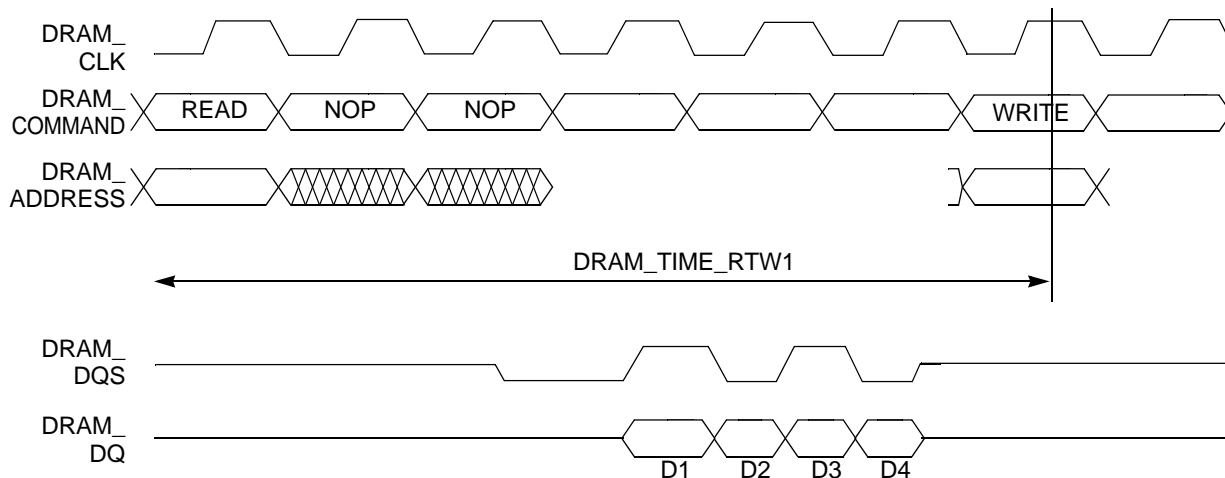 DRAM_
CLK
DRAM_
COMMAND
READ NOP NOP WRITE
DRAM_
ADDRESS
DRAM_TIME_RTW1
DRAM_
DQS
DRAM_
DQ
D1 D2 D3 D4